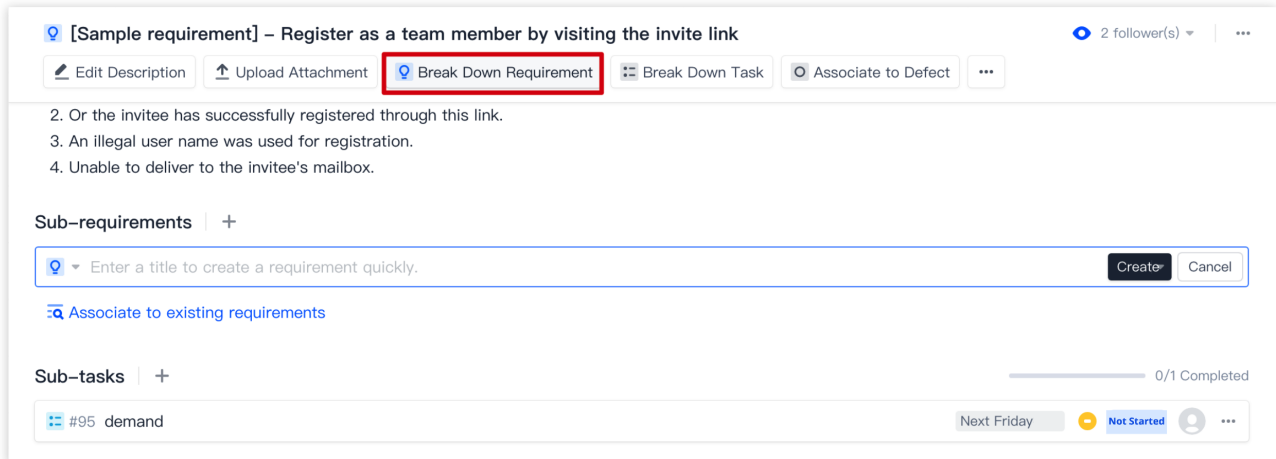 [Sample requirement] – Register as a team member by visiting the invite link
2 follower(s)
Edit Description Upload Attachment Break Down Requirement Break Down Task Associate to Defect
2. Or the invitee has successfully registered through this link.
3. An illegal user name was used for registration.
4. Unable to deliver to the invitee's mailbox.
Sub-requirements
Enter a title to create a requirement quickly. Create Cancel
Associate to existing requirements
Sub-tasks 0/1 Completed
#95 demand Next Friday Not Started